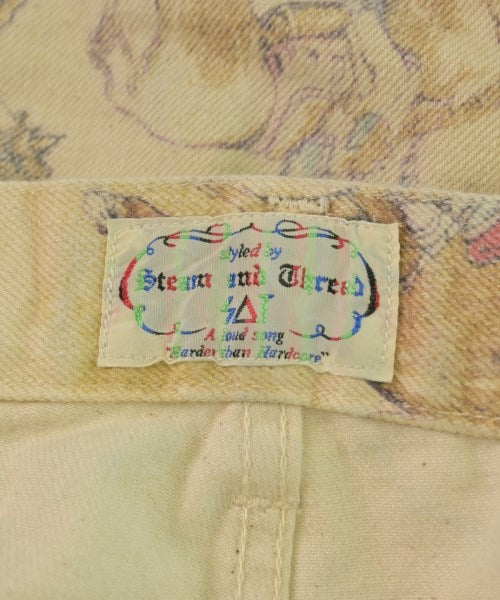 styled by
Steam and Thread
S△T
A loud song
"Harder than Hardcore"